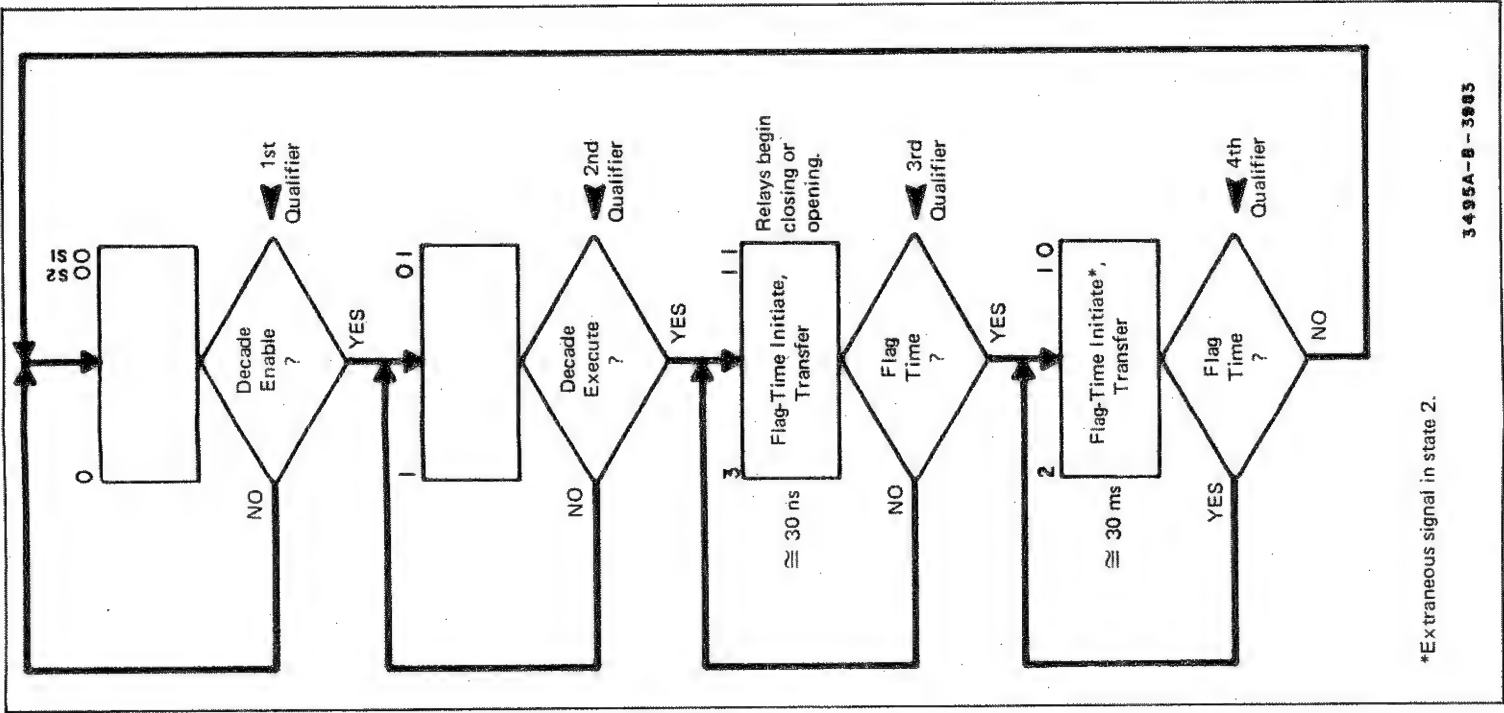 0
S2 S1
0 0
Decade
Enable
?
1st
Qualifier
NO
YES
1
0 1
Decade
Execute
?
2nd
Qualifier
NO
YES
3
1 1
Flag-Time Initiate,
Transfer
Relays begin
closing or
opening.
≅ 30 ns
Flag
Time
?
3rd
Qualifier
NO
YES
2
1 0
Flag-Time Initiate*,
Transfer
≅ 30 ms
Flag
Time
?
4th
Qualifier
YES
NO
*Extraneous signal in state 2.
3495A-B-3983